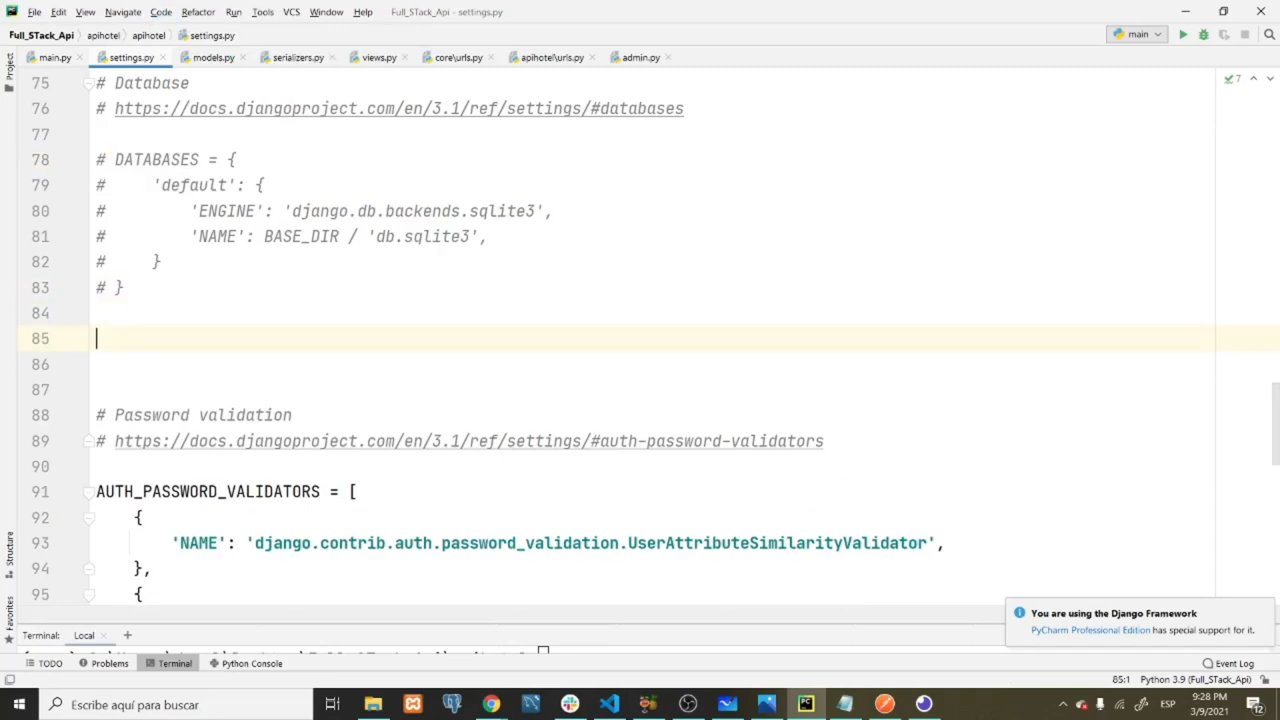 File Edit View Navigate Code Refactor Run Tools VCS Window Help Full_STack_Api - settings.py
Full_STack_Api apihotel apihotel settings.py main
main.py settings.py models.py serializers.py views.py core\urls.py apihotel\urls.py admin.py
Project
75 # Database 7
76 # https://docs.djangoproject.com/en/3.1/ref/settings/#databases
77
78 # DATABASES = {
79 #     'default': {
80 #         'ENGINE': 'django.db.backends.sqlite3',
81 #         'NAME': BASE_DIR / 'db.sqlite3',
82 #     }
83 # }
84
85
86
87
88 # Password validation
89 # https://docs.djangoproject.com/en/3.1/ref/settings/#auth-password-validators
90
91 AUTH_PASSWORD_VALIDATORS = [
92     {
93         'NAME': 'django.contrib.auth.password_validation.UserAttributeSimilarityValidator',
94     },
95     {
Structure
Favorites
You are using the Django Framework
PyCharm Professional Edition has special support for it.
Terminal: Local +
TODO Problems Terminal Python Console Event Log
85:1 Python 3.9 (Full_STack_Api)
Escribe aquí para buscar
ESP
9:28 PM
3/9/2021
12